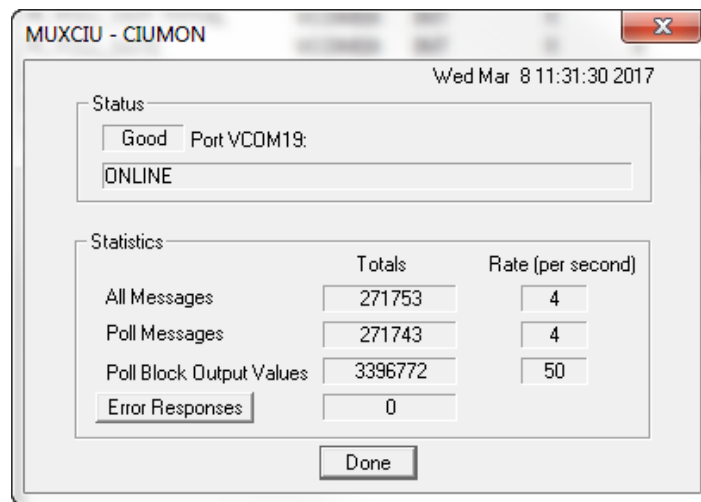 MUXCIU - CIUMON
Wed Mar 8 11:31:30 2017
Status
Good Port VCOM19:
ONLINE
Statistics
Totals Rate (per second)
All Messages 271753 4
Poll Messages 271743 4
Poll Block Output Values 3396772 50
Error Responses 0
Done